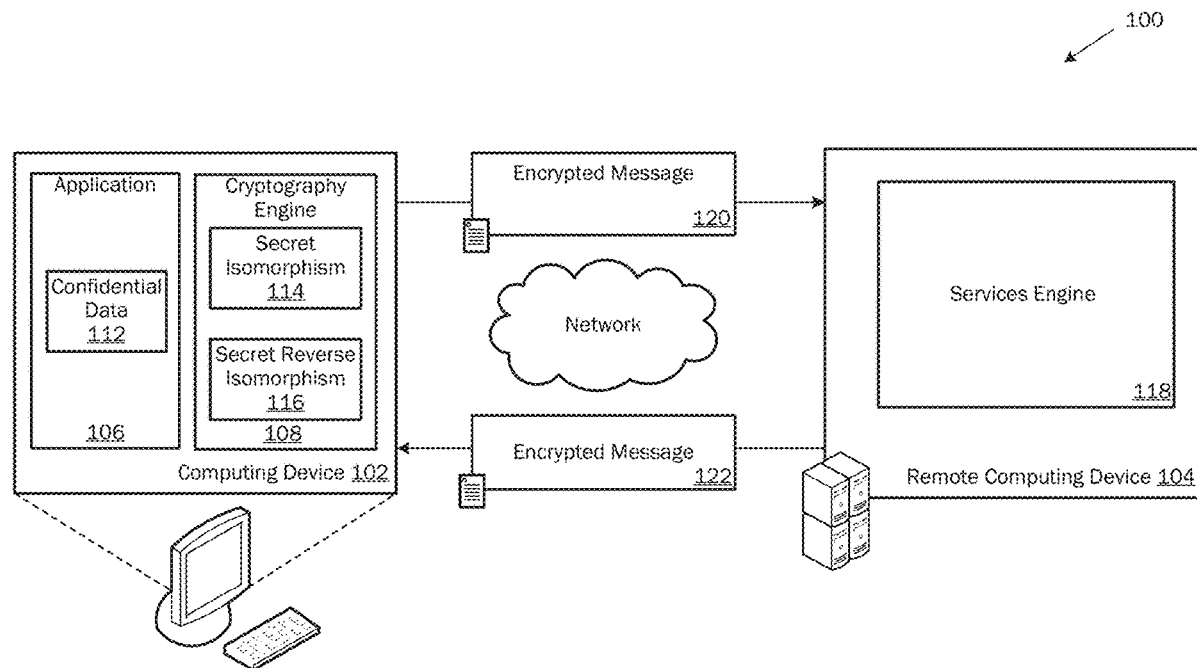 100
Application
Confidential
Data
112
106
Cryptography
Engine
Secret
Isomorphism
114
Secret Reverse
Isomorphism
116
108
Computing Device 102
Encrypted Message
120
Network
Encrypted Message
122
Services Engine
118
Remote Computing Device 104